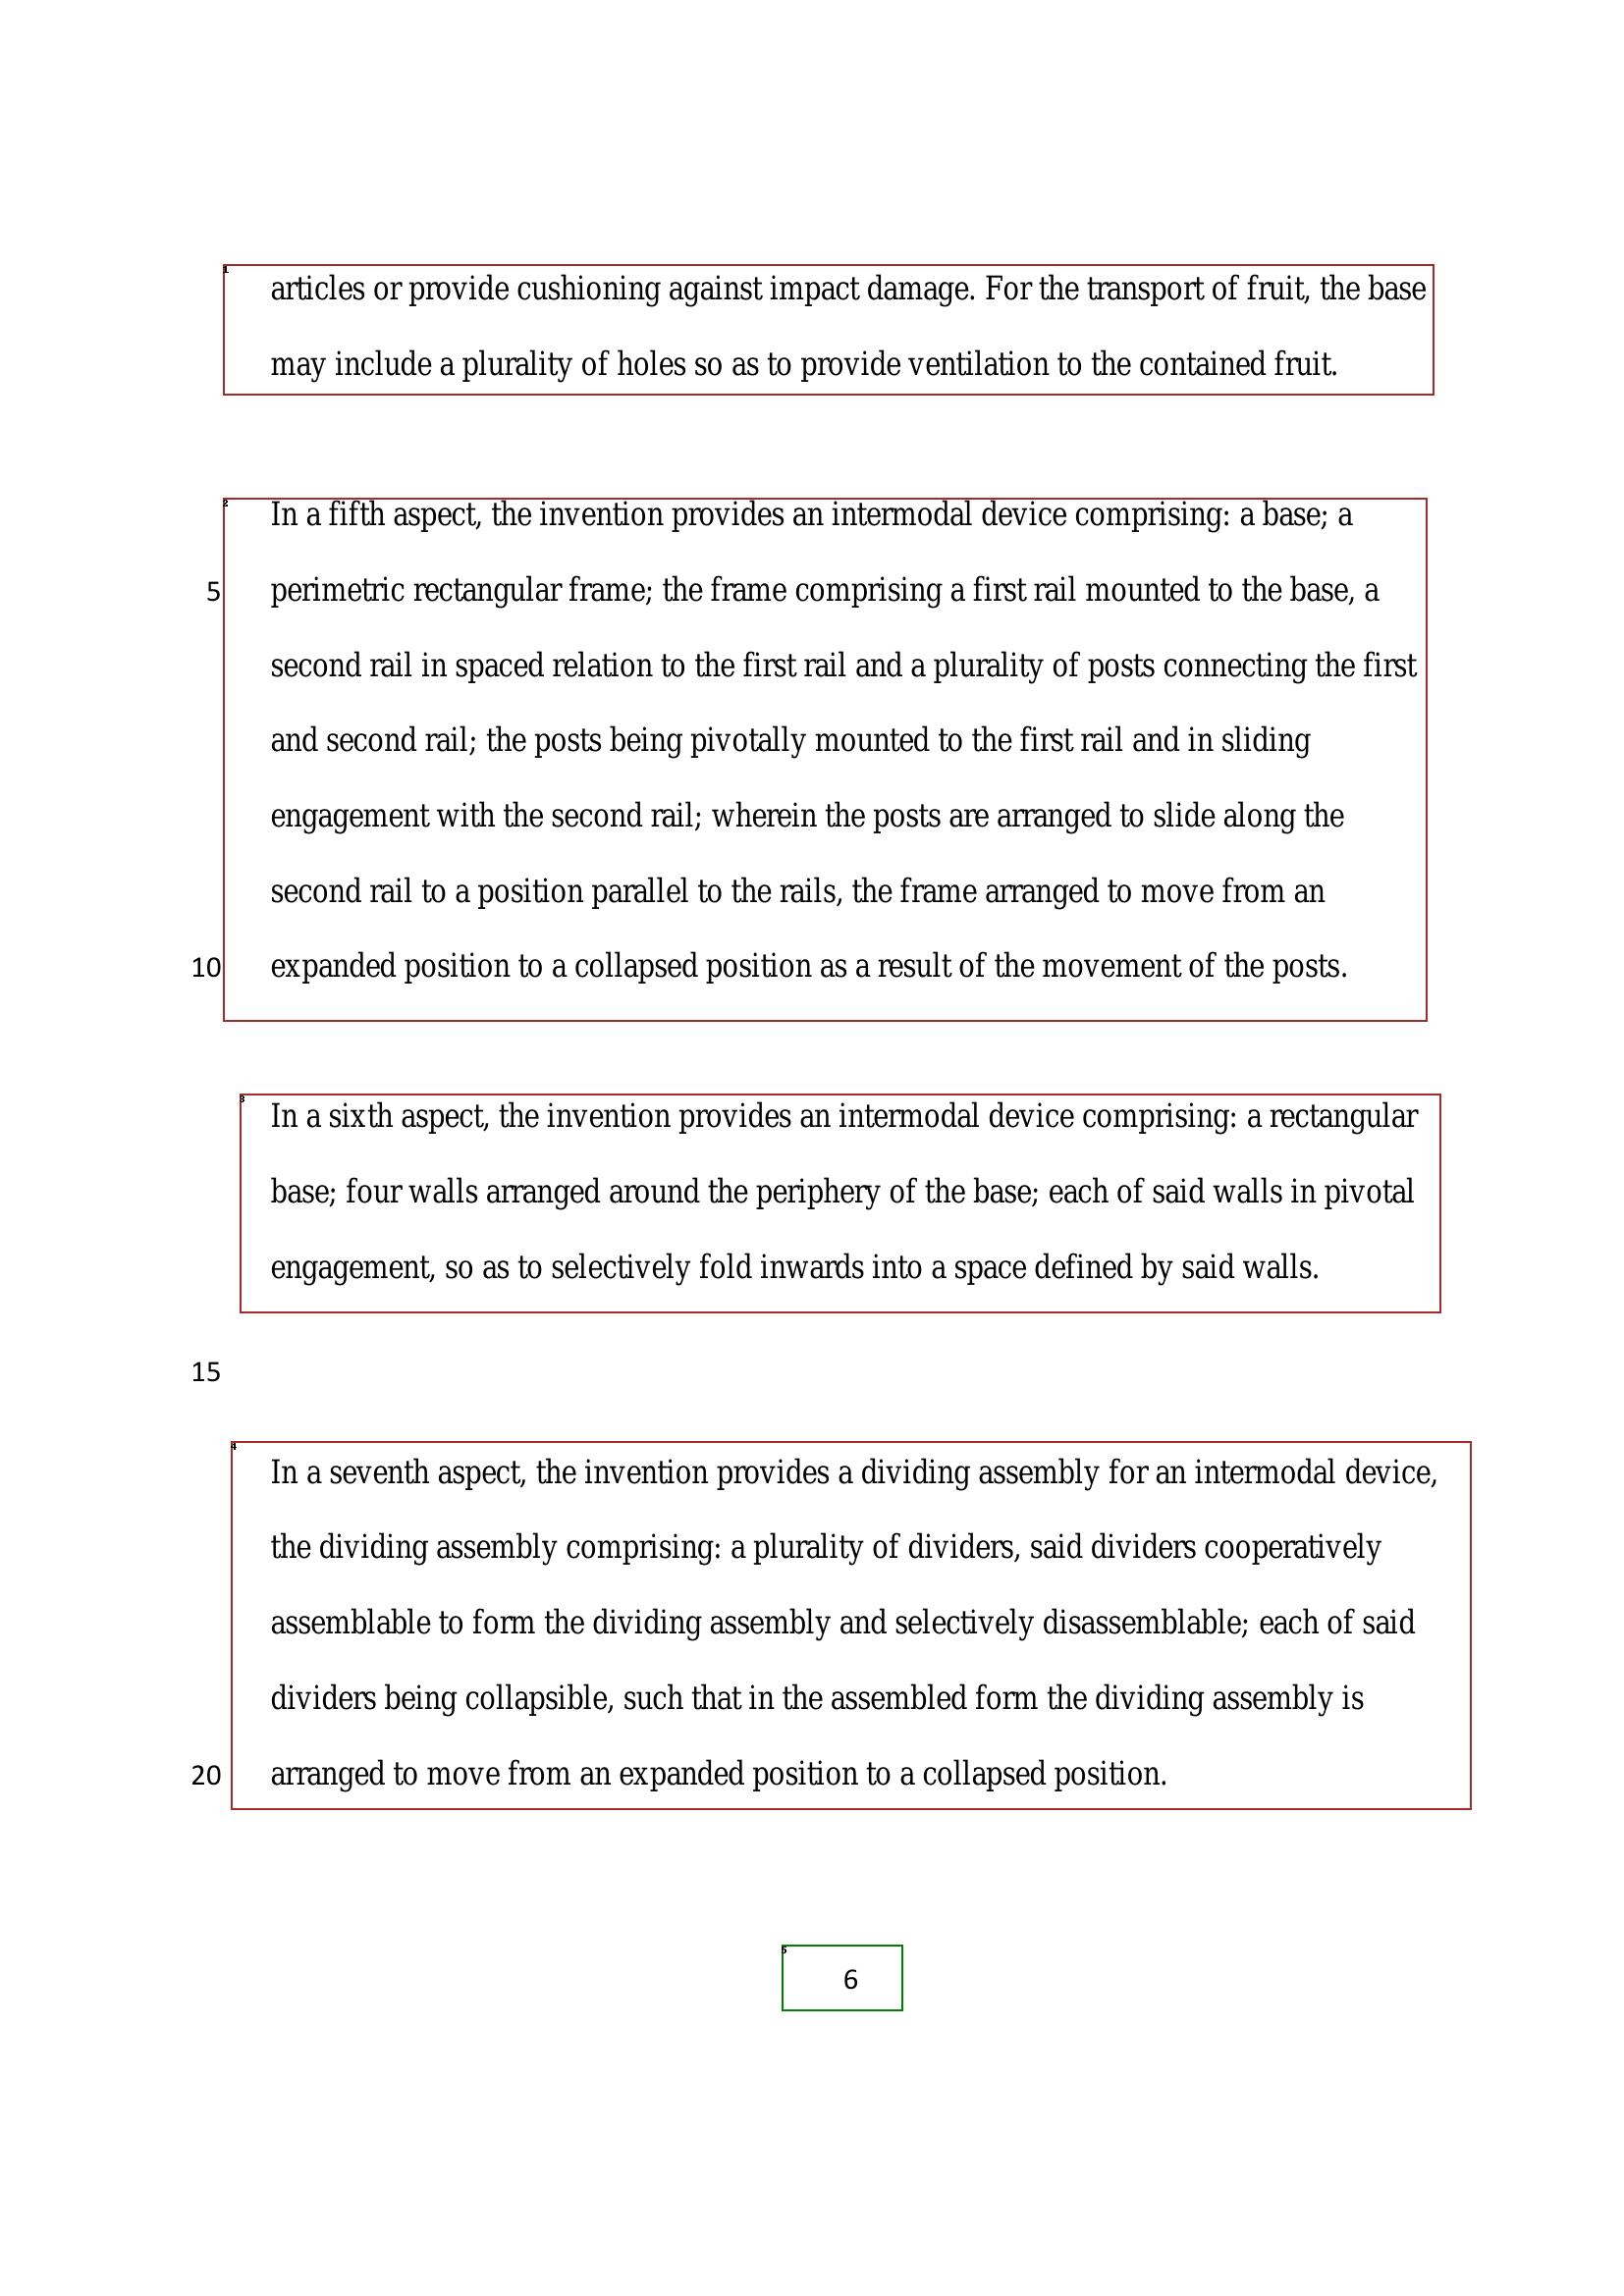 1
articles or provide cushioning against impact damage. For the transport of fruit, the base
may include a plurality of holes so as to provide ventilation to the contained fruit.
2
In a fifth aspect, the invention provides an intermodal device comprising: a base; a
5 perimetric rectangular frame; the frame comprising a first rail mounted to the base, a
second rail in spaced relation to the first rail and a plurality of posts connecting the first
and second rail; the posts being pivotally mounted to the first rail and in sliding
engagement with the second rail; wherein the posts are arranged to slide along the
second rail to a position parallel to the rails, the frame arranged to move from an
10 expanded position to a collapsed position as a result of the movement of the posts.
3
In a sixth aspect, the invention provides an intermodal device comprising: a rectangular
base; four walls arranged around the periphery of the base; each of said walls in pivotal
engagement, so as to selectively fold inwards into a space defined by said walls.
15
4
In a seventh aspect, the invention provides a dividing assembly for an intermodal device,
the dividing assembly comprising: a plurality of dividers, said dividers cooperatively
assemblable to form the dividing assembly and selectively disassemblable; each of said
dividers being collapsible, such that in the assembled form the dividing assembly is
20 arranged to move from an expanded position to a collapsed position.
5
6